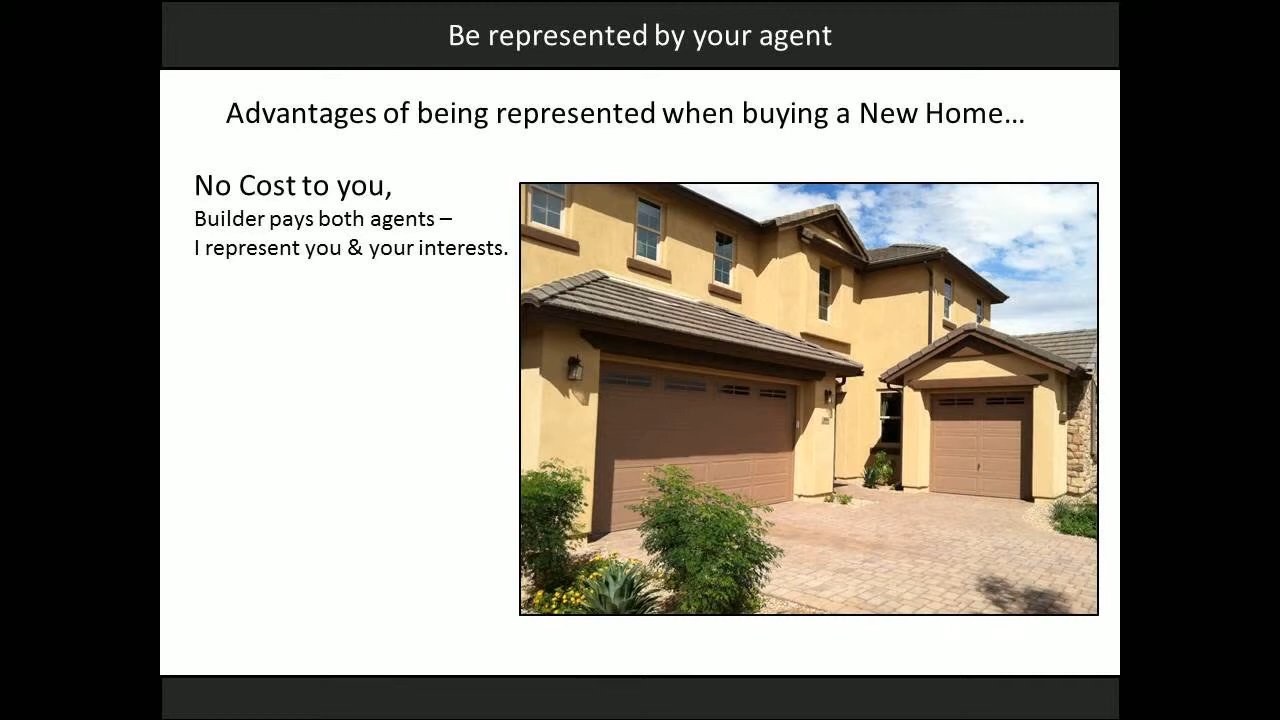 Be represented by your agent
Advantages of being represented when buying a New Home…
No Cost to you,
Builder pays both agents –
I represent you & your interests.